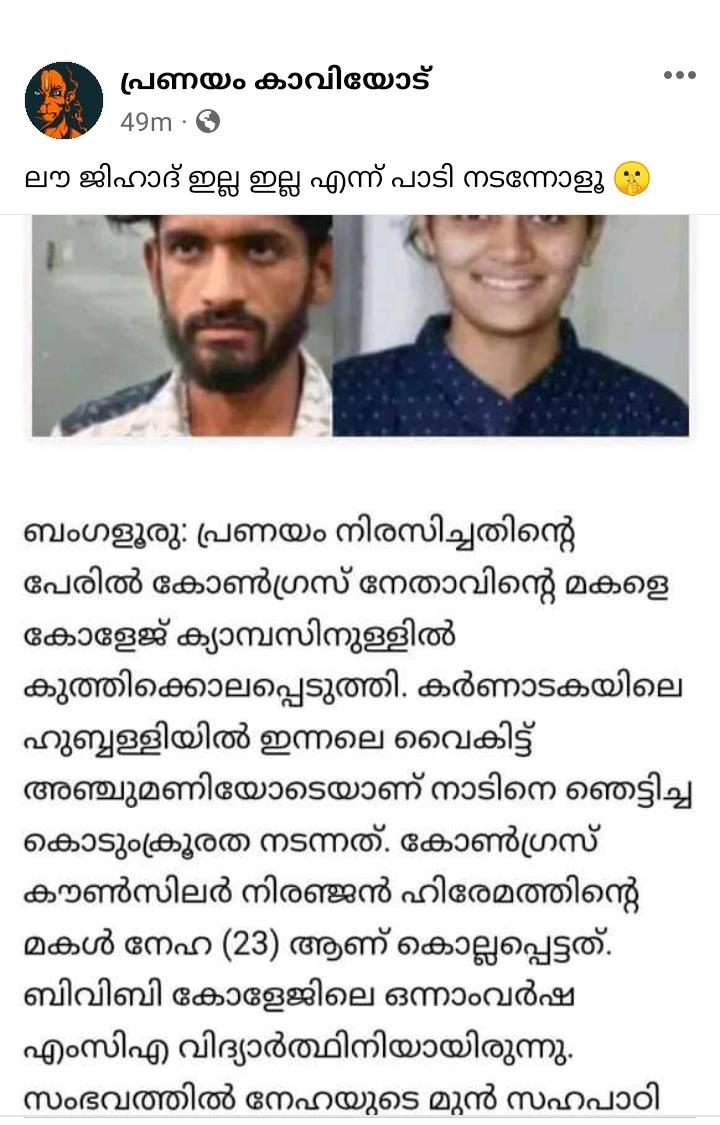 പ്രണയം കാവിയോട്
49m ·
ലൗ ജിഹാദ് ഇല്ല ഇല്ല എന്ന് പാടി നടന്നോളൂ 🤫
ബംഗളൂരു: പ്രണയം നിരസിച്ചതിന്റെ
പേരിൽ കോൺഗ്രസ് നേതാവിന്റെ മകളെ
കോളേജ് ക്യാമ്പസിനുള്ളിൽ
കുത്തിക്കൊലപ്പെടുത്തി. കർണാടകയിലെ
ഹുബ്ബള്ളിയിൽ ഇന്നലെ വൈകിട്ട്
അഞ്ചുമണിയോടെയാണ് നാടിനെ ഞെട്ടിച്ച
കൊടുംക്രൂരത നടന്നത്. കോൺഗ്രസ്
കൗൺസിലർ നിരഞ്ജൻ ഹിരേമത്തിന്റെ
മകൾ നേഹ (23) ആണ് കൊല്ലപ്പെട്ടത്.
ബിവിബി കോളേജിലെ ഒന്നാംവർഷ
എംസിഎ വിദ്യാർത്ഥിനിയായിരുന്നു.
സംഭവത്തിൽ നേഹയുടെ മുൻ സഹപാഠി